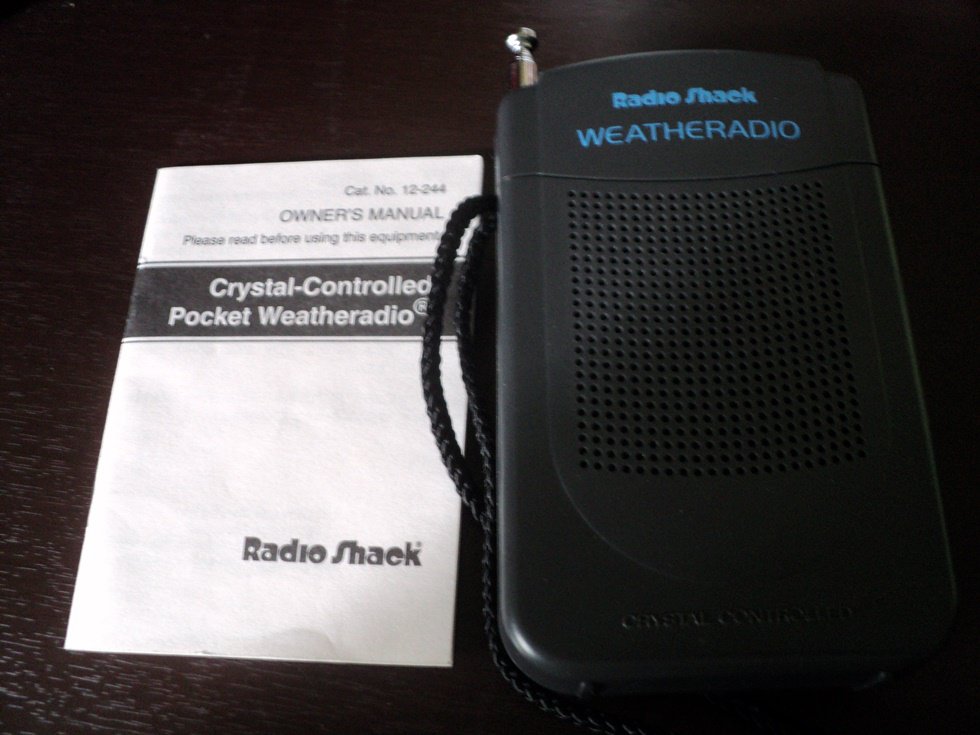 Cat. No. 12-244
OWNER'S MANUAL
Please read before using this equipment
Crystal-Controlled
Pocket Weatheradio®
Radio Shack®
Radio Shack
WEATHERADIO
CRYSTAL CONTROLLED